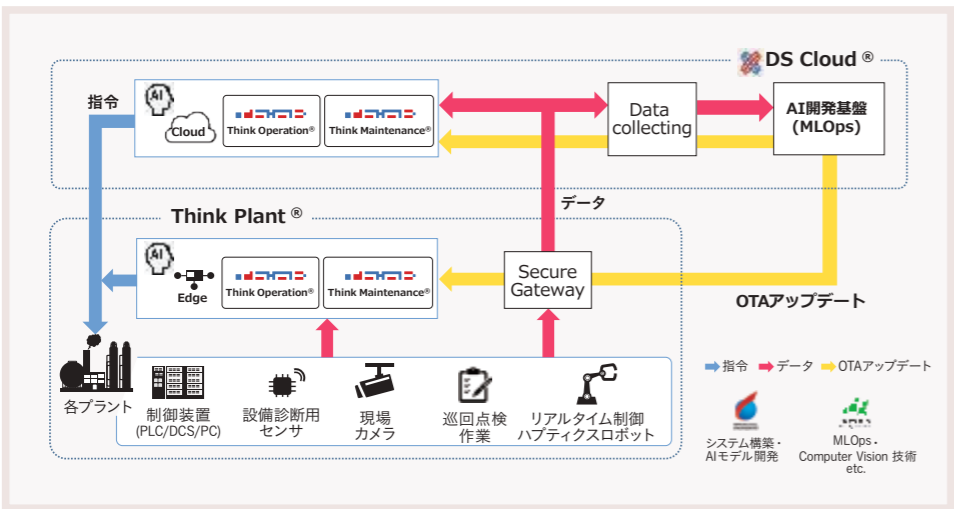 DS Cloud®
指令
AI
Cloud
Think Operation®
Think Maintenance®
Data
collecting
AI開発基盤
(MLOps)
データ
Think Plant®
AI
Edge
Think Operation®
Think Maintenance®
Secure
Gateway
OTAアップデート
各プラント
制御装置
(PLC/DCS/PC)
設備診断用
センサ
現場
カメラ
巡回点検
作業
リアルタイム制御
ハプティクスロボット
指令
データ
OTAアップデート
システム構築・
AIモデル開発
MLOps・
Computer Vision 技術
etc.